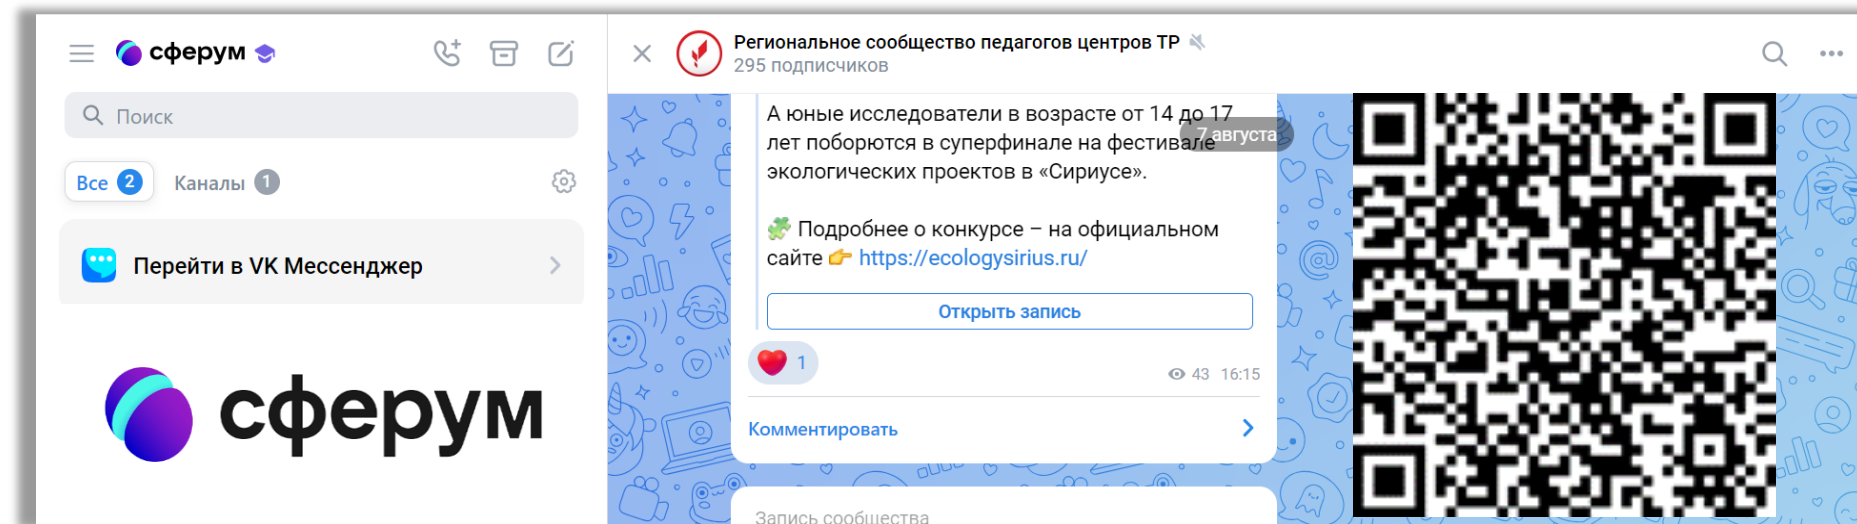 сферум
Поиск
Все 2 Каналы 1
Перейти в VK Мессенджер
сферум
Региональное сообщество педагогов центров ТР
295 подписчиков
7 августа
А юные исследователи в возрасте от 14 до 17
лет поборются в суперфинале на фестивале
экологических проектов в «Сириусе».
Подробнее о конкурсе – на официальном
сайте https://ecologysirius.ru/
Открыть запись
1
43 16:15
Комментировать
Запись сообщества